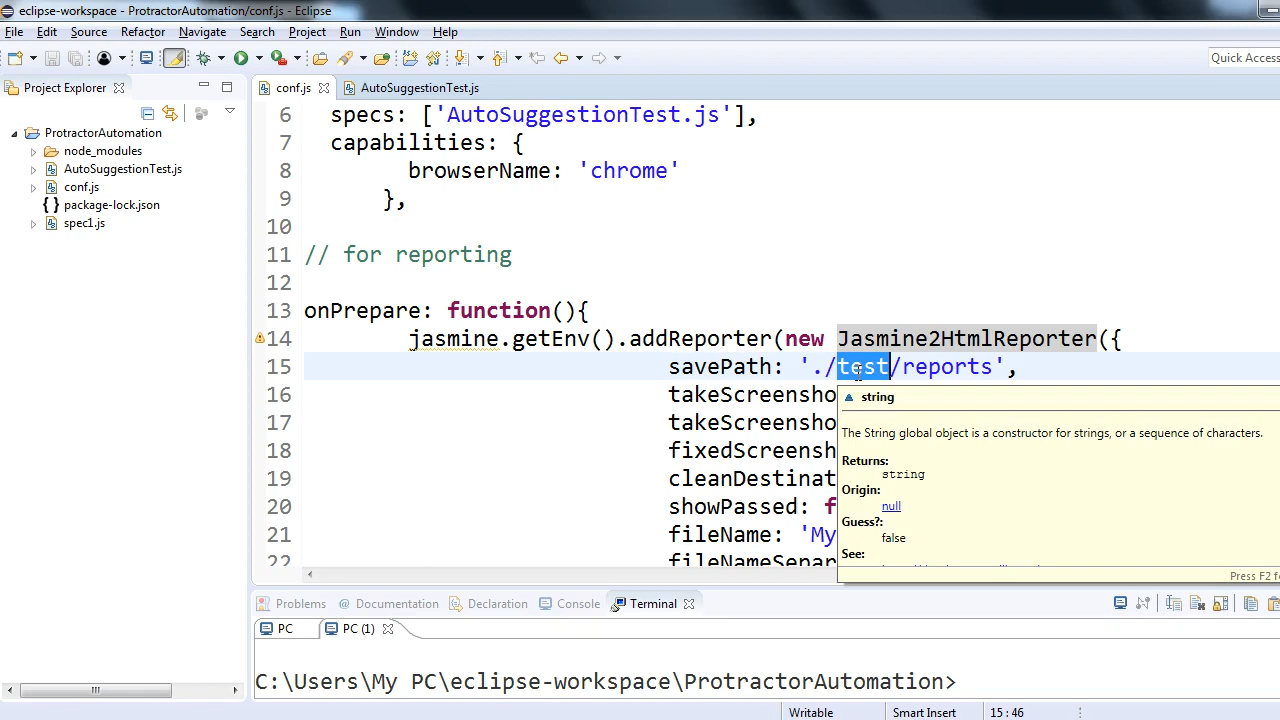 eclipse-workspace - ProtractorAutomation/conf.js - Eclipse
File Edit Source Refactor Navigate Search Project Run Window Help
Quick Access
Project Explorer
ProtractorAutomation
node_modules
AutoSuggestionTest.js
conf.js
package-lock.json
spec1.js
conf.js AutoSuggestionTest.js
6 specs: ['AutoSuggestionTest.js'],
7 capabilities: {
8 browserName: 'chrome'
9 },
10
11 // for reporting
12
13 onPrepare: function(){
14 jasmine.getEnv().addReporter(new Jasmine2HtmlReporter({
15 savePath: './test/reports',
16 takeScreensho
17 takeScreensho
18 fixedScreensh
19 cleanDestinat
20 showPassed: f
21 fileName: 'My
22 fileNameSepar
string
The String global object is a constructor for strings, or a sequence of characters.
Returns:
string
Origin:
null
Guess?:
false
See:
Press F2 fo
Problems Documentation Declaration Console Terminal
PC PC (1)
C:\Users\My PC\eclipse-workspace\ProtractorAutomation>
Writable Smart Insert 15 : 46